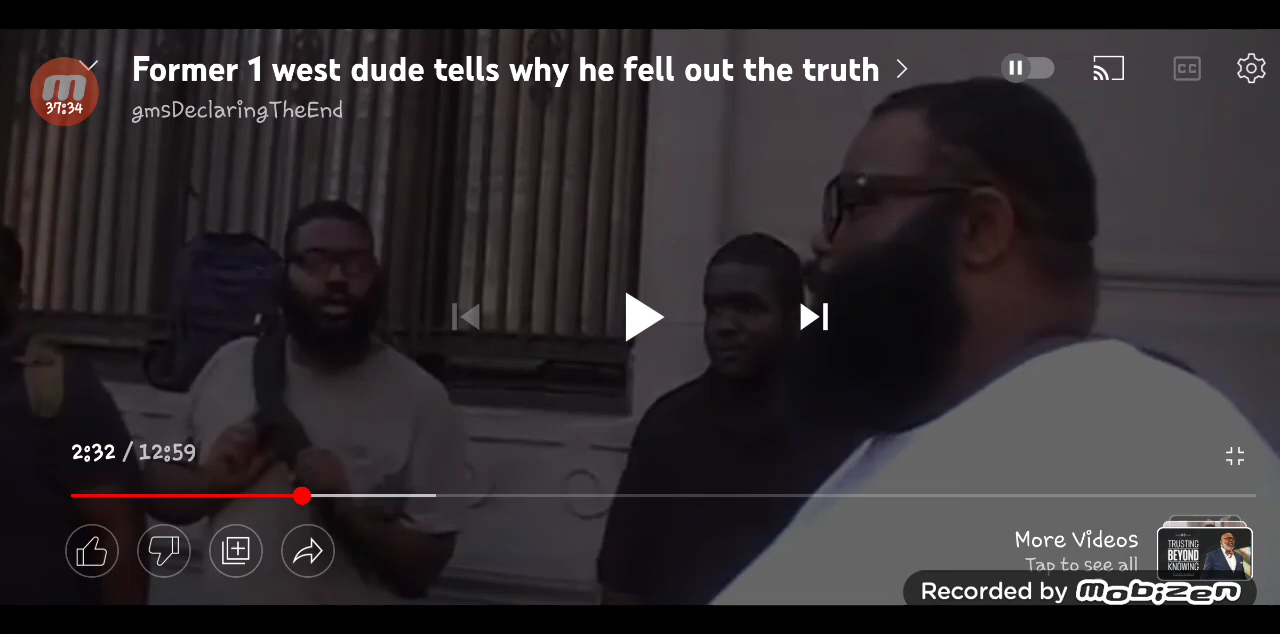 Former 1 west dude tells why he fell out the truth
gmsDeclaringTheEnd
m
37:34
CC
2:32 / 12:59
More Videos
Tap to see all
TRUSTING
BEYOND
KNOWING
Recorded by mobizen